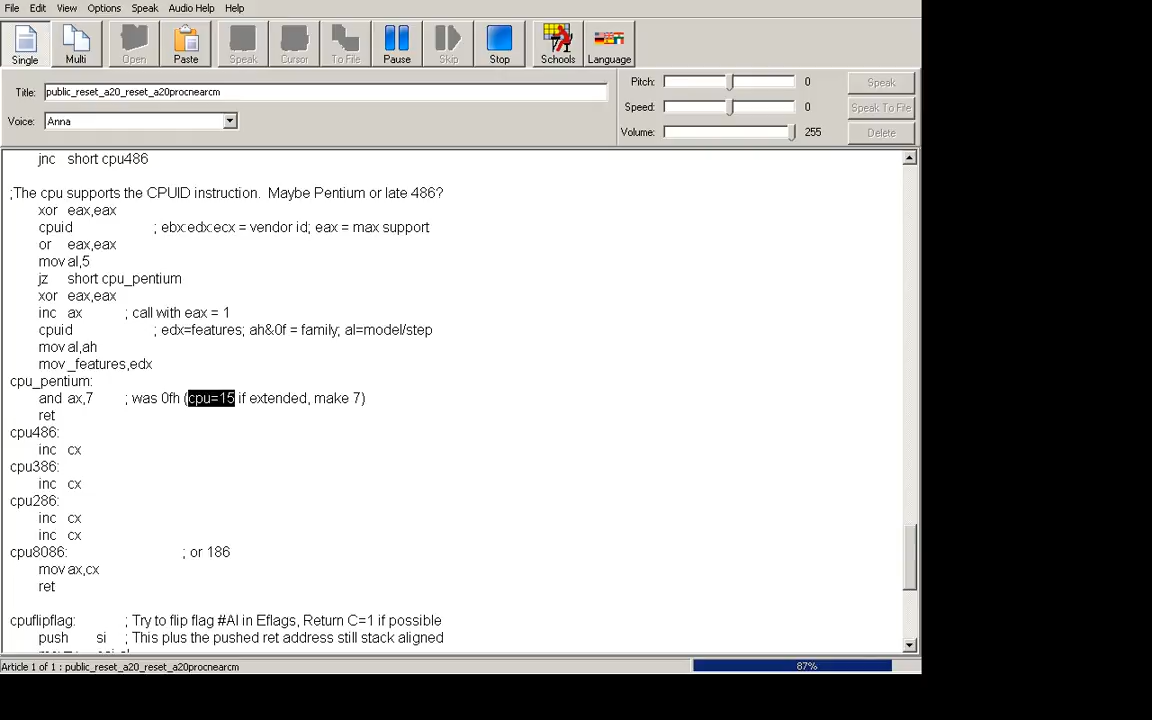 File Edit View Options Speak Audio Help Help
Single Multi Open Paste Speak Cursor To File Pause Skip Stop Schools Language
Title: public_reset_a20_reset_a20procnearcm
Voice: Anna
Pitch: 0 Speak
Speed: 0 Speak To File
Volume: 255 Delete
jnc short cpu486
;The cpu supports the CPUID instruction. Maybe Pentium or late 486?
xor eax,eax
cpuid ; ebx:edx:ecx = vendor id; eax = max support
or eax,eax
mov al,5
jz short cpu_pentium
xor eax,eax
inc ax ; call with eax = 1
cpuid ; edx=features; ah&0f = family; al=model/step
mov al,ah
mov _features,edx
cpu_pentium:
and ax,7 ; was 0fh (cpu=15 if extended, make 7)
ret
cpu486:
inc cx
cpu386:
inc cx
cpu286:
inc cx
inc cx
cpu8086: ; or 186
mov ax,cx
ret
cpuflipflag: ; Try to flip flag #AI in Eflags, Return C=1 if possible
push si ; This plus the pushed ret address still stack aligned
Article 1 of 1 : public_reset_a20_reset_a20procnearcm 87%